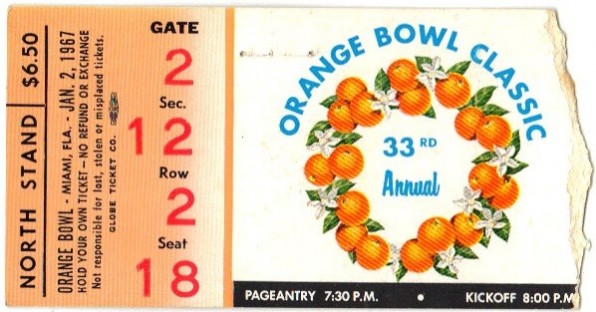 NORTH STAND $6.50
ORANGE BOWL - MIAMI, FLA. - JAN. 2, 1967
HOLD YOUR OWN TICKET - NO REFUND OR EXCHANGE
Not responsible for lost, stolen or misplaced tickets.
GLOBE TICKET CO.
GATE
2
Sec.
12
Row
2
Seat
18
ORANGE BOWL CLASSIC
33RD
Annual
PAGEANTRY 7:30 P.M. • KICKOFF 8:00 P.M